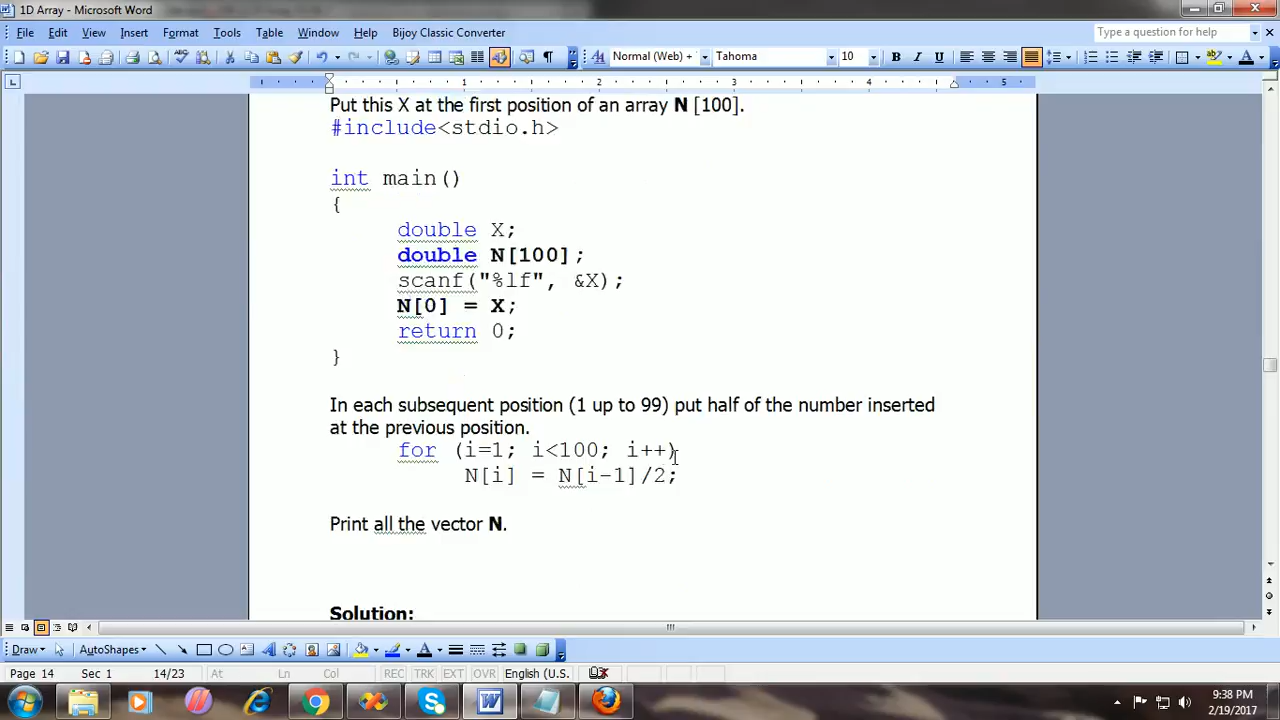 1D Array - Microsoft Word
File Edit View Insert Format Tools Table Window Help Bijoy Classic Converter
Type a question for help
Normal (Web) + Tahoma 10 B I U
1 2 3 4 5
Put this X at the first position of an array N [100].
#include<stdio.h>
int main()
{
double X;
double N[100];
scanf("%lf", &X);
N[0] = X;
return 0;
}
In each subsequent position (1 up to 99) put half of the number inserted
at the previous position.
for (i=1; i<100; i++)
N[i] = N[i-1]/2;
Print all the vector N.
Solution:
Draw AutoShapes
Page 14 Sec 1 14/23 At Ln Col REC TRK EXT OVR English (U.S.
9:38 PM
2/19/2017